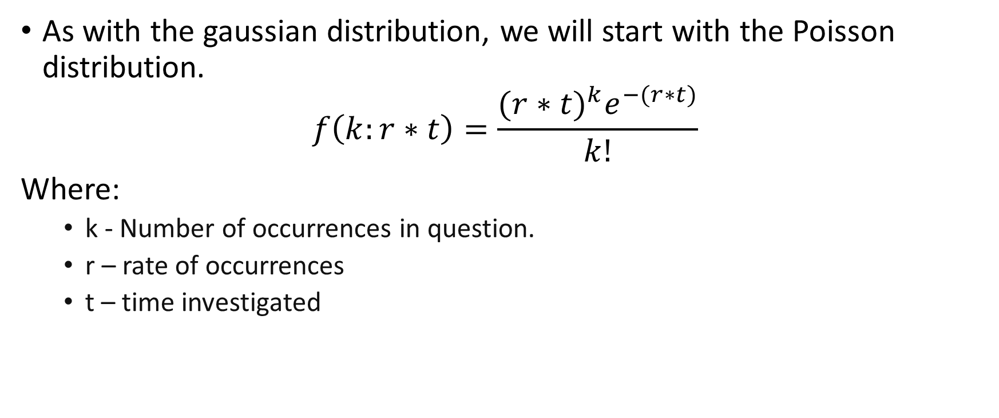 • As with the gaussian distribution, we will start with the Poisson
distribution.
f(k: r * t) = \frac{(r * t)^k e^{-(r*t)}}{k!}
Where:
• k - Number of occurrences in question.
• r – rate of occurrences
• t – time investigated